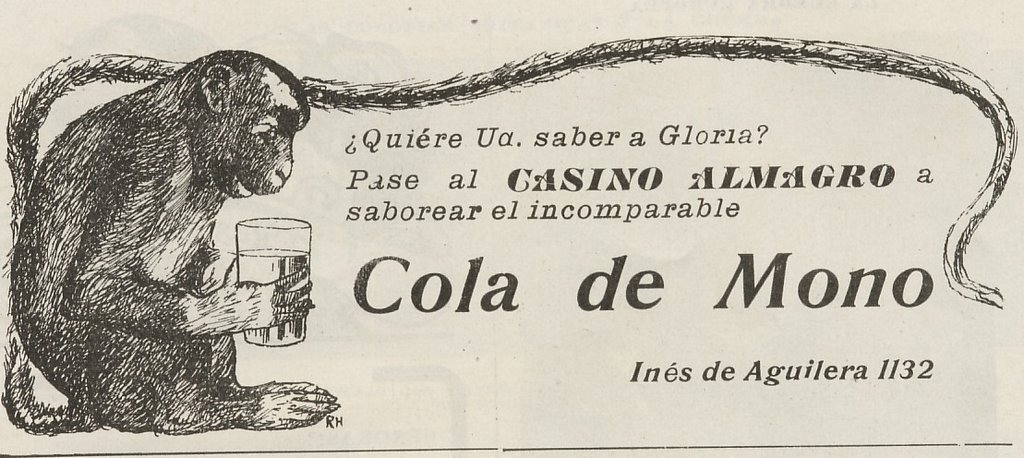 ¿Quiére Ud. saber a Gloria?
Pase al CASINO ALMAGRO a
saborear el incomparable
Cola de Mono
Inés de Aguilera 1132
RH